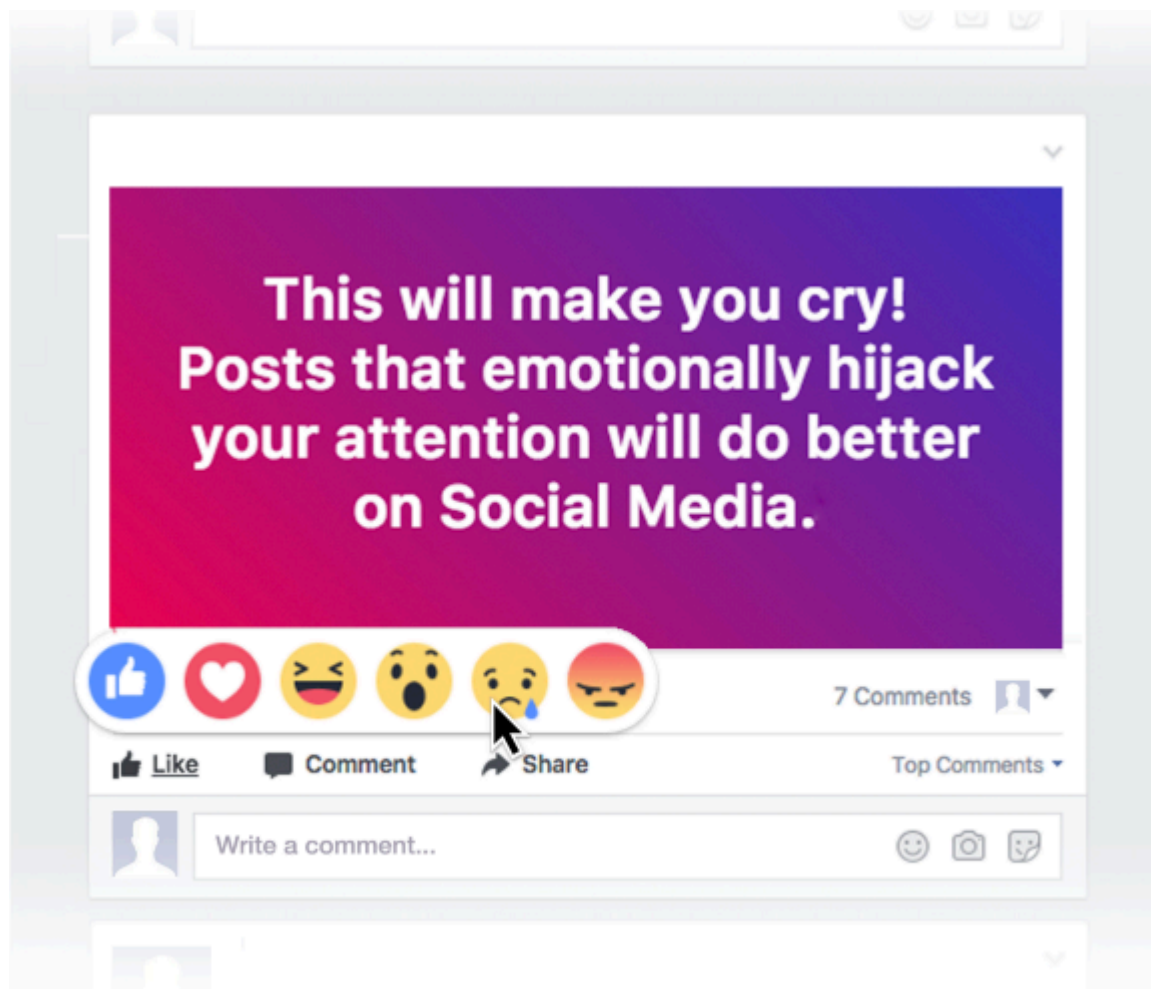 This will make you cry!
Posts that emotionally hijack
your attention will do better
on Social Media.
7 Comments
Like Comment Share Top Comments
Write a comment...